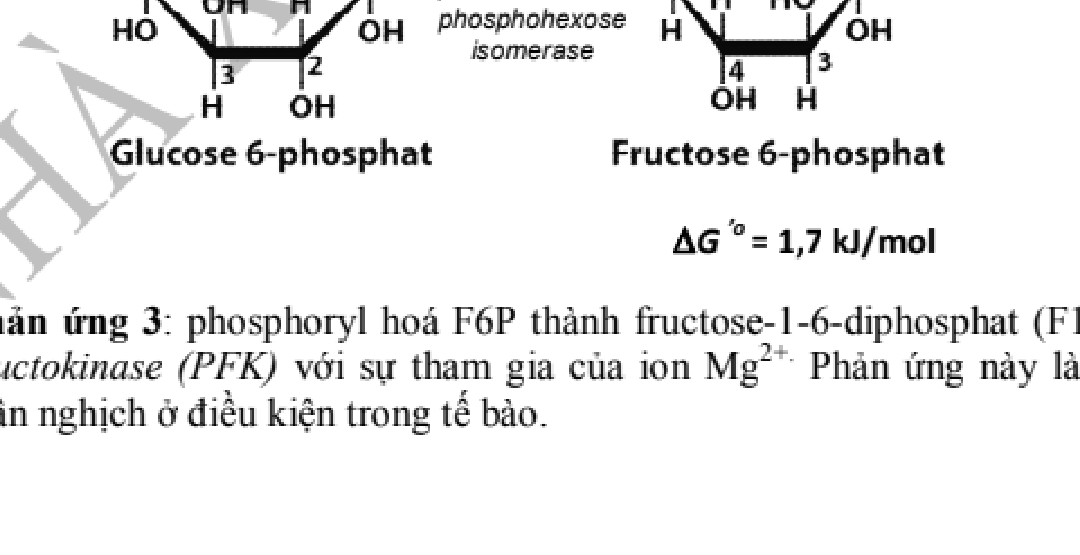 OH H H HO
HO OH phosphohexose H OH
isomerase
3 2 4 3
H OH OH H
Glucose 6-phosphat Fructose 6-phosphat
ΔG'° = 1,7 kJ/mol
ản ứng 3: phosphoryl hoá F6P thành fructose-1-6-diphosphat (F1
uctokinase (PFK) với sự tham gia của ion Mg²⁺. Phản ứng này là
ận nghịch ở điều kiện trong tế bào.
HÀ